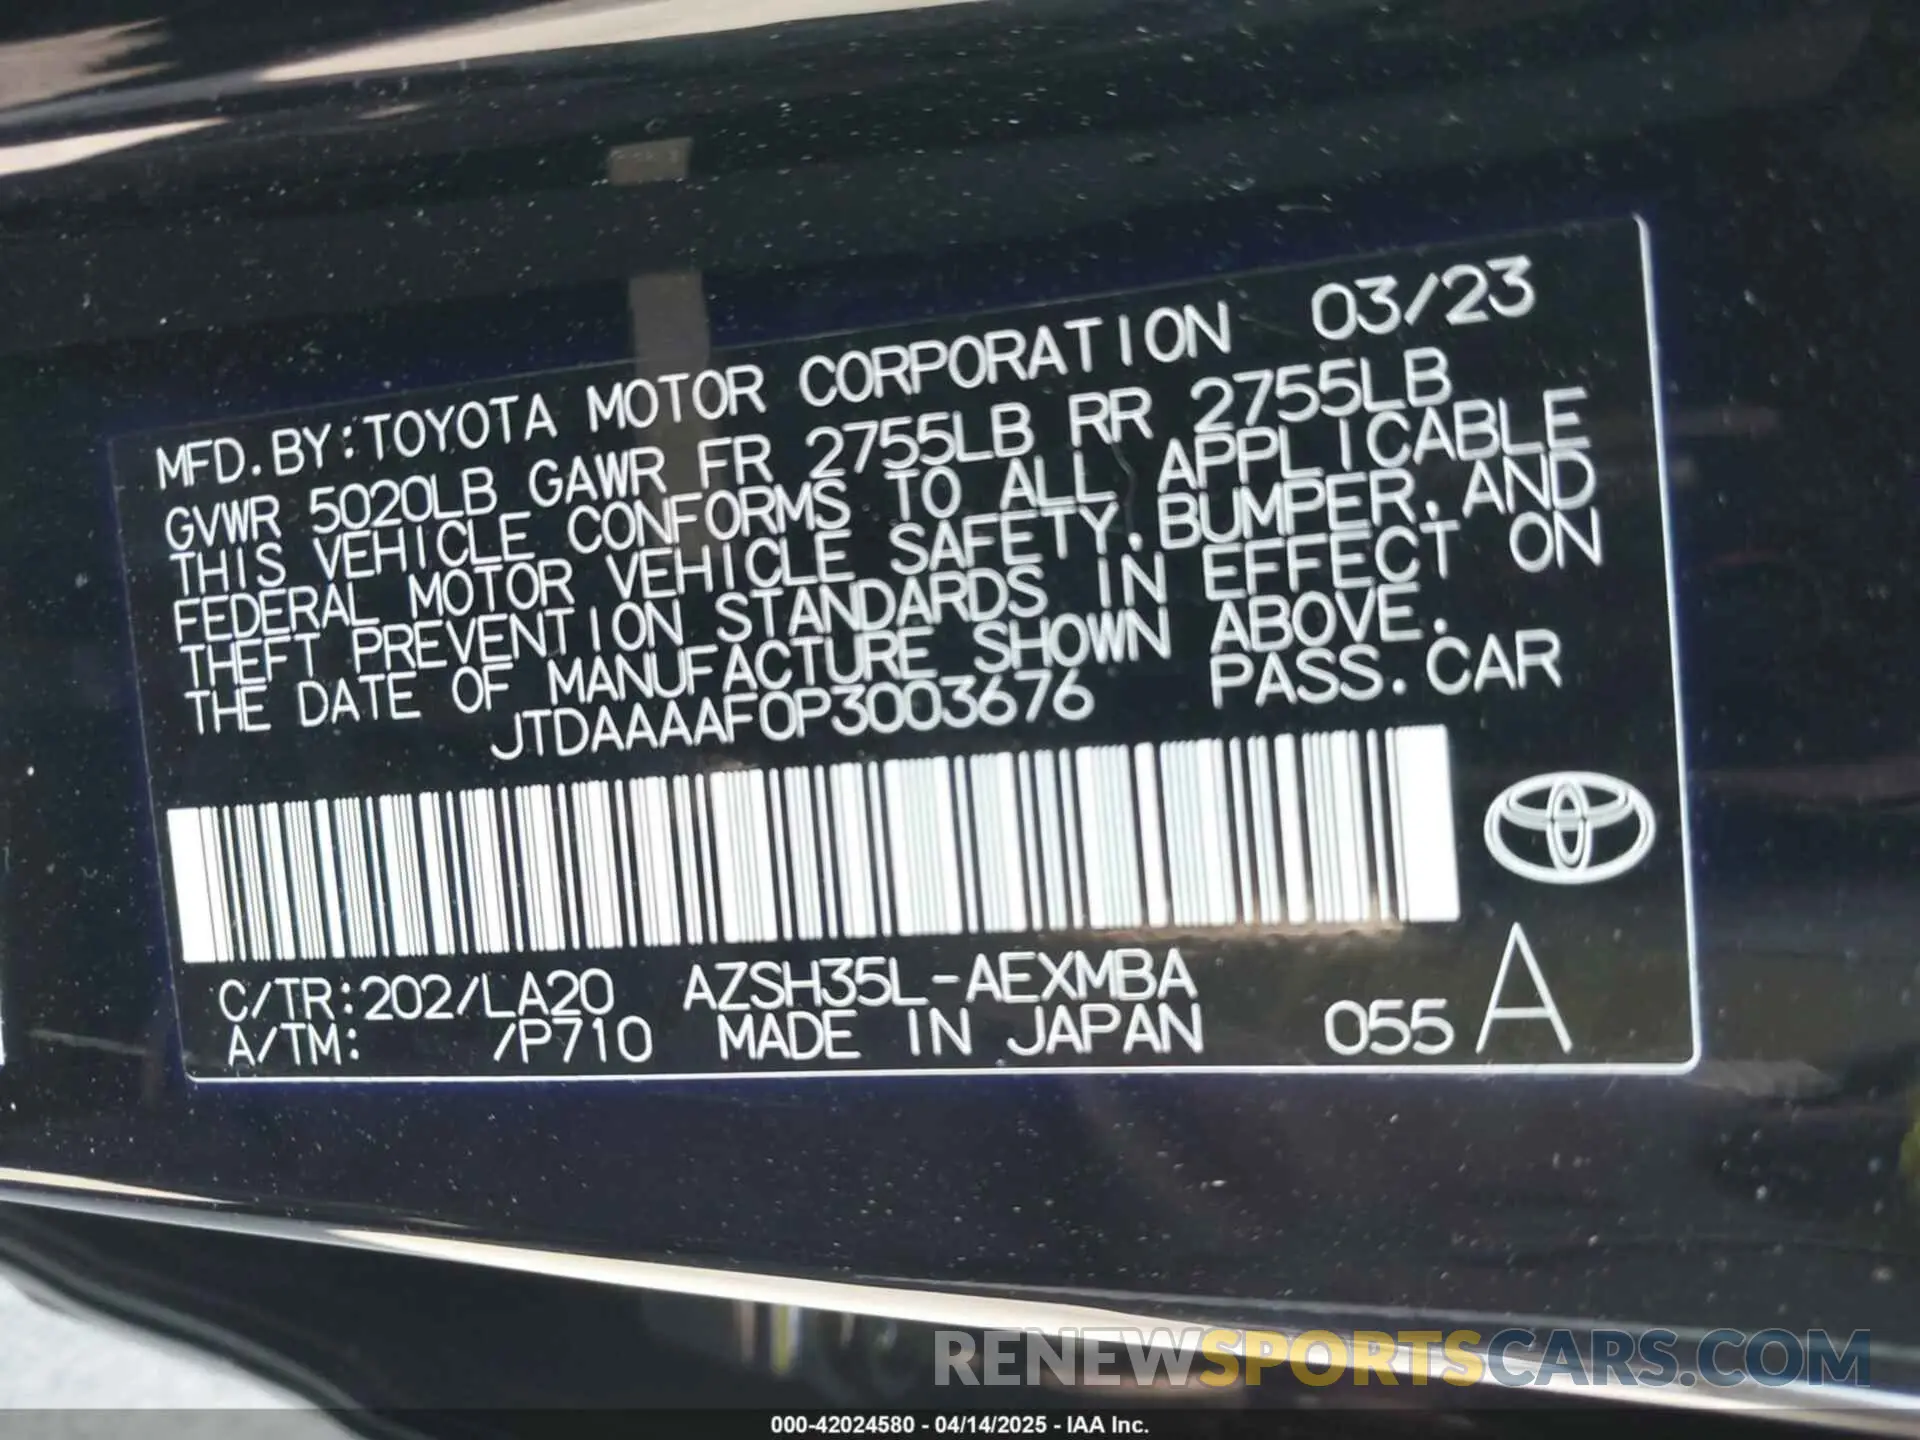 MFD.BY:TOYOTA MOTOR CORPORATION 03/23
GVWR 5020LB GAWR FR 2755LB RR 2755LB
THIS VEHICLE CONFORMS TO ALL APPLICABLE
FEDERAL MOTOR VEHICLE SAFETY,BUMPER,AND
THEFT PREVENTION STANDARDS IN EFFECT ON
THE DATE OF MANUFACTURE SHOWN ABOVE.
JTDAAAAF0P3003676 PASS.CAR
C/TR:202/LA20 AZSH35L-AEXMBA
A/TM: /P710 MADE IN JAPAN 055 A
RENEWSPORTSCARS.COM
000-42024580 - 04/14/2025 - IAA Inc.